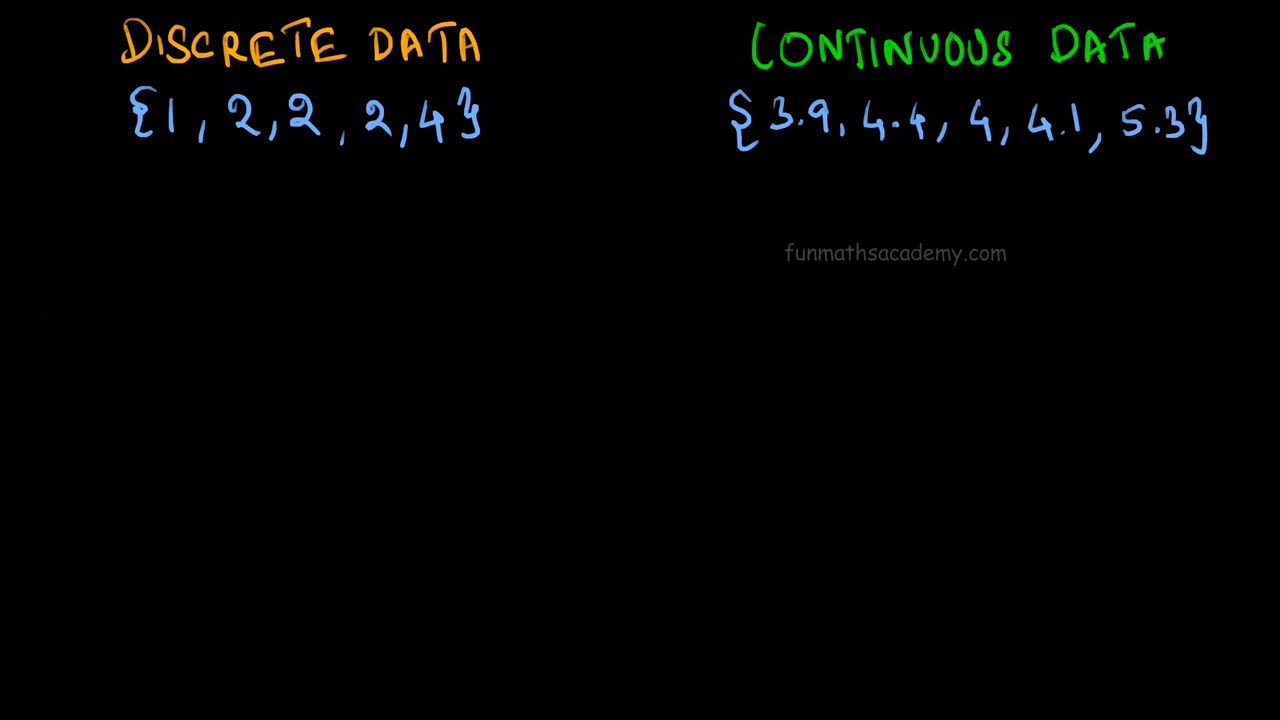 DISCRETE DATA
{1, 2, 2, 2, 4}
CONTINUOUS DATA
{3.9, 4.4, 4, 4.1, 5.3}
funmathsacademy.com